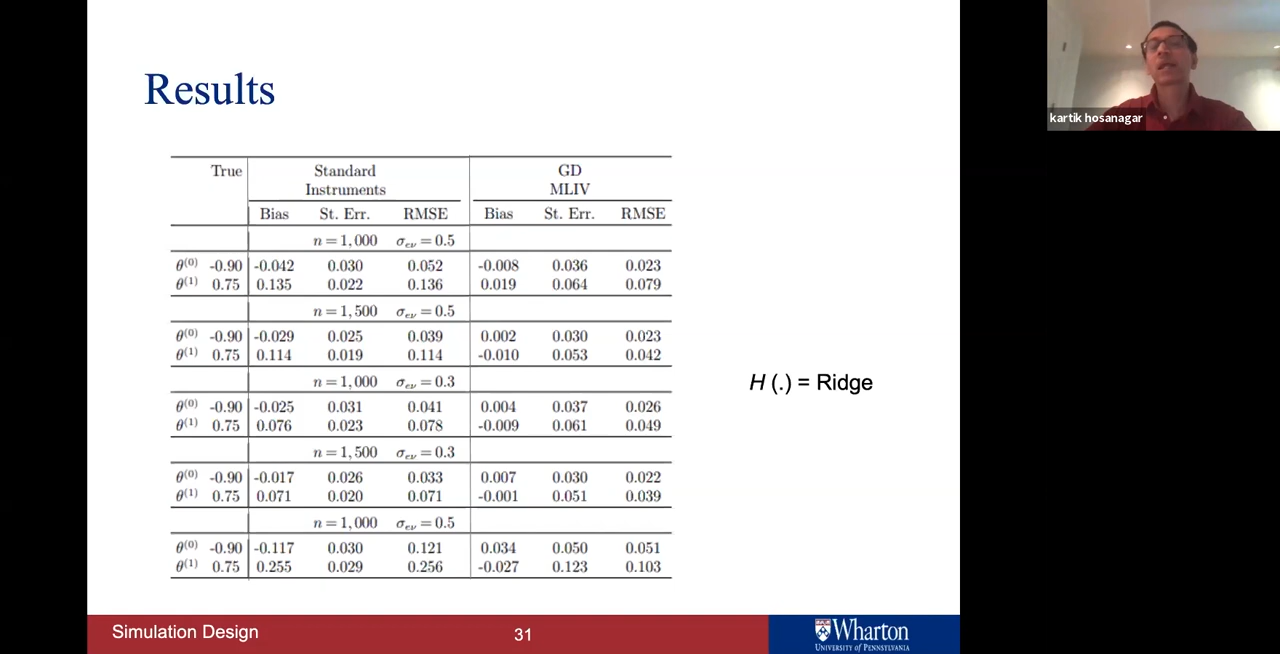 Results
kartik hosanagar
True Standard Instruments GD MLIV
Bias St. Err. RMSE Bias St. Err. RMSE
n = 1,000 σ_{eν} = 0.5
θ^{(0)} -0.90 -0.042 0.030 0.052 -0.008 0.036 0.023
θ^{(1)} 0.75 0.135 0.022 0.136 0.019 0.064 0.079
n = 1,500 σ_{eν} = 0.5
θ^{(0)} -0.90 -0.029 0.025 0.039 0.002 0.030 0.023
θ^{(1)} 0.75 0.114 0.019 0.114 -0.010 0.053 0.042
n = 1,000 σ_{eν} = 0.3
θ^{(0)} -0.90 -0.025 0.031 0.041 0.004 0.037 0.026
θ^{(1)} 0.75 0.076 0.023 0.078 -0.009 0.061 0.049
n = 1,500 σ_{eν} = 0.3
θ^{(0)} -0.90 -0.017 0.026 0.033 0.007 0.030 0.022
θ^{(1)} 0.75 0.071 0.020 0.071 -0.001 0.051 0.039
n = 1,000 σ_{eν} = 0.5
θ^{(0)} -0.90 -0.117 0.030 0.121 0.034 0.050 0.051
θ^{(1)} 0.75 0.255 0.029 0.256 -0.027 0.123 0.103
H (.) = Ridge
Simulation Design
31
Wharton
UNIVERSITY of PENNSYLVANIA